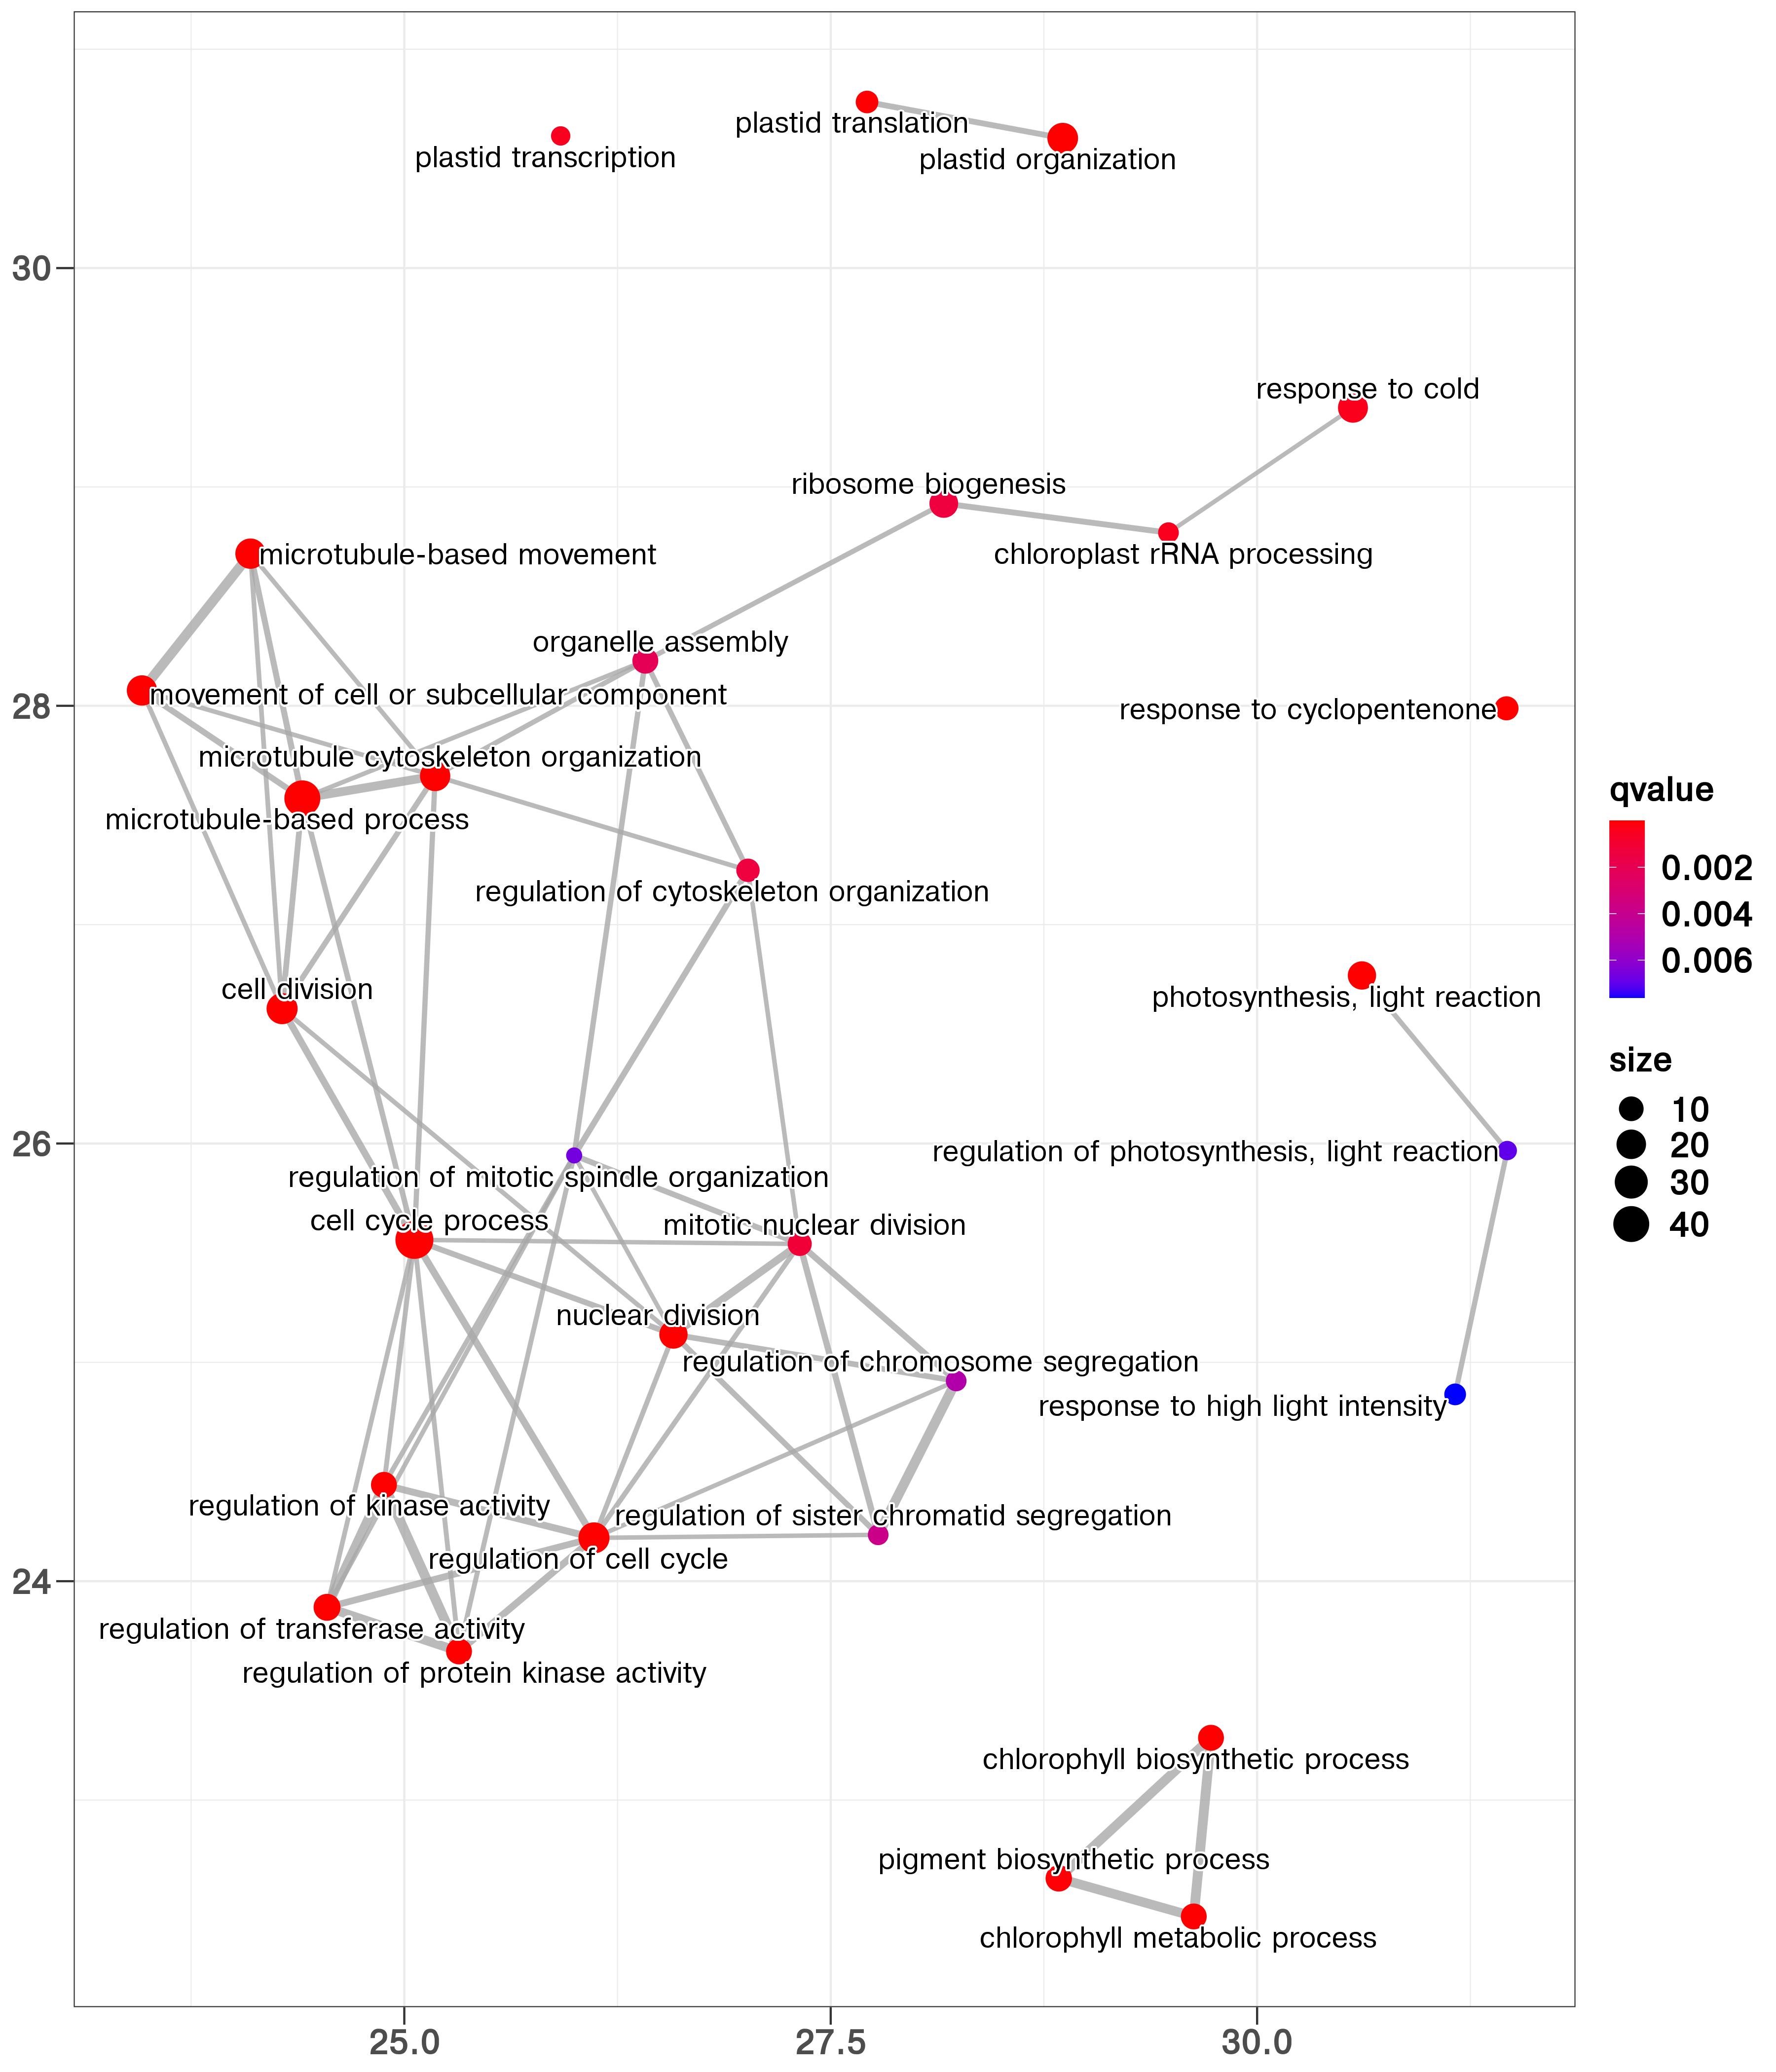 plastid translation
plastid transcription
plastid organization
30
response to cold
ribosome biogenesis
microtubule-based movement
chloroplast rRNA processing
organelle assembly
movement of cell or subcellular component
28
response to cyclopentenone
microtubule cytoskeleton organization
microtubule-based process
regulation of cytoskeleton organization
cell division
photosynthesis, light reaction
26
regulation of photosynthesis, light reaction
regulation of mitotic spindle organization
cell cycle process
mitotic nuclear division
nuclear division
regulation of chromosome segregation
response to high light intensity
regulation of kinase activity
regulation of sister chromatid segregation
regulation of cell cycle
24
regulation of transferase activity
regulation of protein kinase activity
chlorophyll biosynthetic process
pigment biosynthetic process
chlorophyll metabolic process
25.0
27.5
30.0
qvalue
0.002
0.004
0.006
size
10
20
30
40